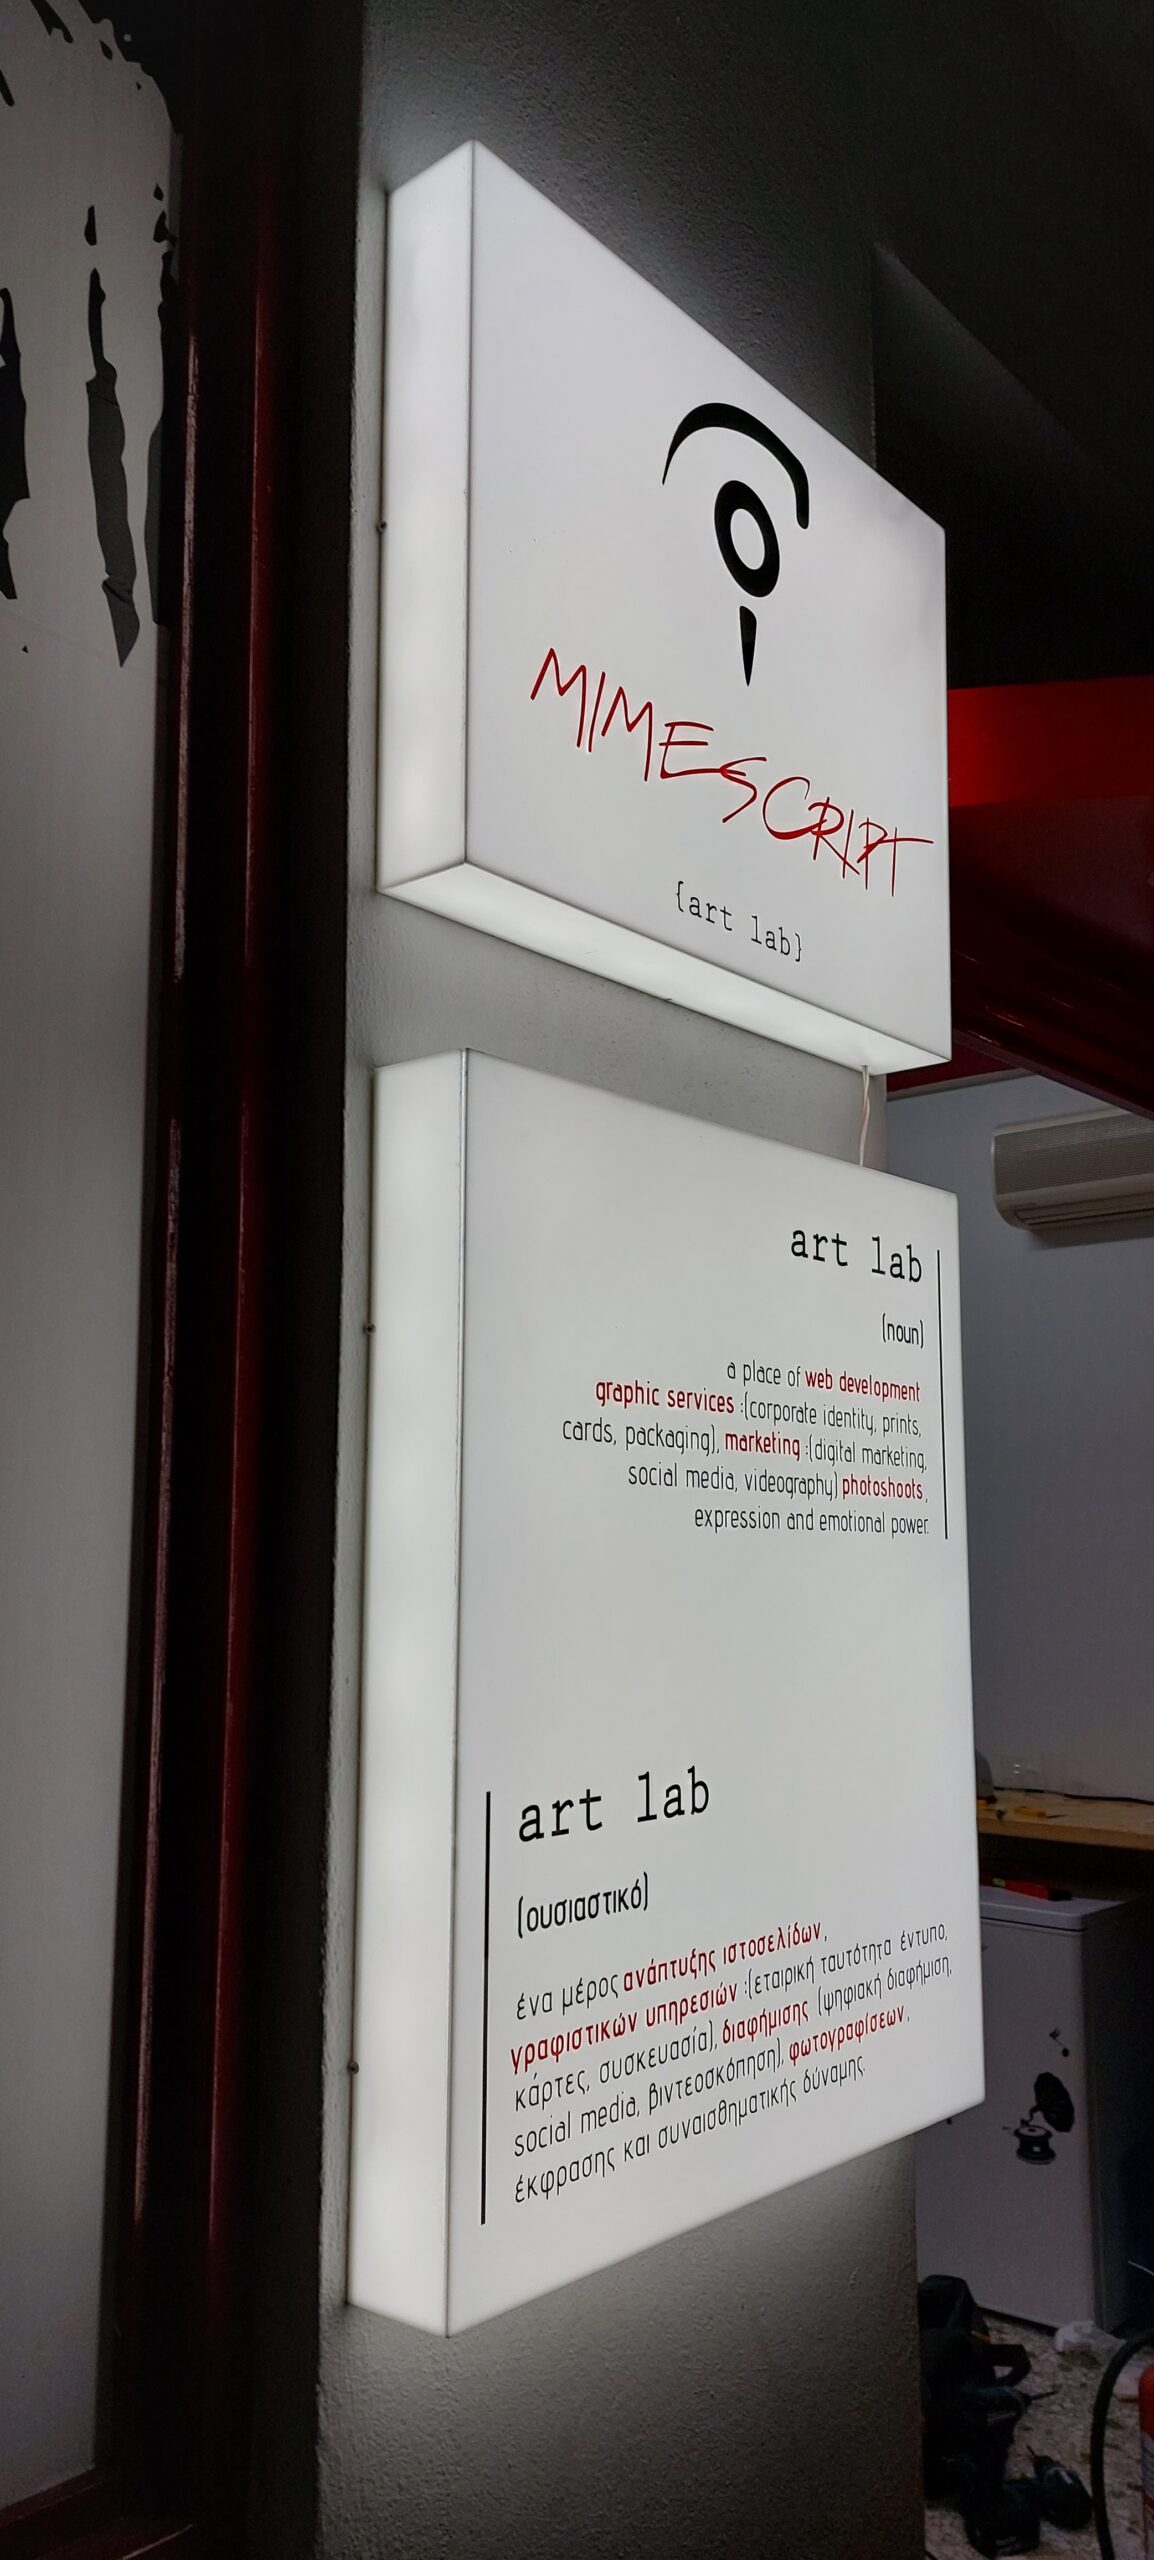 MIMESCRIPT
{art lab}
art lab
(noun)
a place of web development
graphic services :(corporate identity, prints,
cards, packaging), marketing :(digital marketing,
social media, videography) photoshoots,
expression and emotional power.
art lab
(ουσιαστικό)
ένα μέρος ανάπτυξης ιστοσελίδων,
γραφιστικών υπηρεσιών :(εταιρική ταυτότητα έντυπο,
κάρτες, συσκευασία), διαφήμισης (ψηφιακή διαφήμιση,
social media, βιντεοσκόπηση), φωτογραφίσεων,
έκφρασης και συναισθηματικής δύναμης.